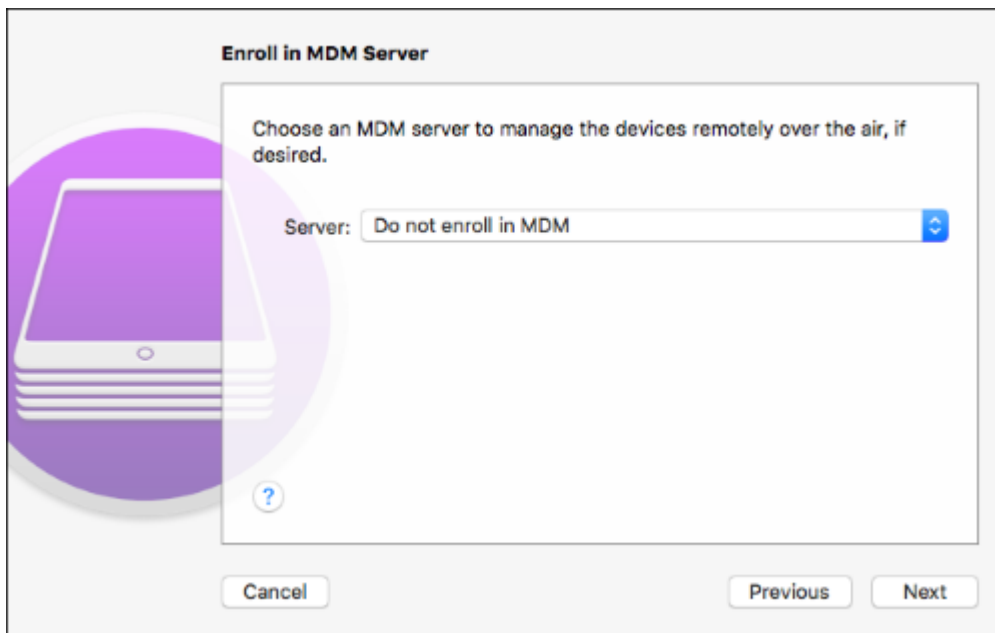 Enroll in MDM Server
Choose an MDM server to manage the devices remotely over the air, if
desired.
Server: Do not enroll in MDM
?
Cancel Previous Next